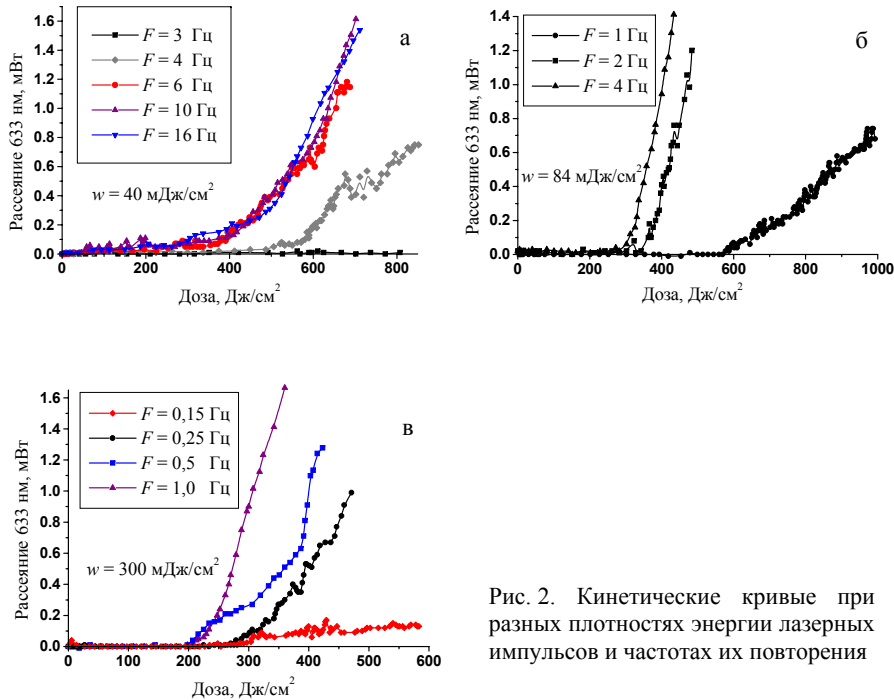 1.6
1.4
1.2
1.0
0.8
0.6
0.4
0.2
0.0
Рассеяние 633 нм, мВт
F = 3 Гц
F = 4 Гц
F = 6 Гц
F = 10 Гц
F = 16 Гц
w = 40 мДж/см²
а
0 200 400 600 800
Доза, Дж/см²
1.4
1.2
1.0
0.8
0.6
0.4
0.2
0.0
Рассеяние 633 нм, мВт
F = 1 Гц
F = 2 Гц
F = 4 Гц
w = 84 мДж/см²
б
0 200 400 600 800 1000
Доза, Дж/см²
1.6
1.4
1.2
1.0
0.8
0.6
0.4
0.2
0.0
Рассеяние 633 нм, мВт
F = 0,15 Гц
F = 0,25 Гц
F = 0,5 Гц
F = 1,0 Гц
w = 300 мДж/см²
в
0 100 200 300 400 500 600
Доза, Дж/см²
Рис. 2. Кинетические кривые при
разных плотностях энергии лазерных
импульсов и частотах их повторения